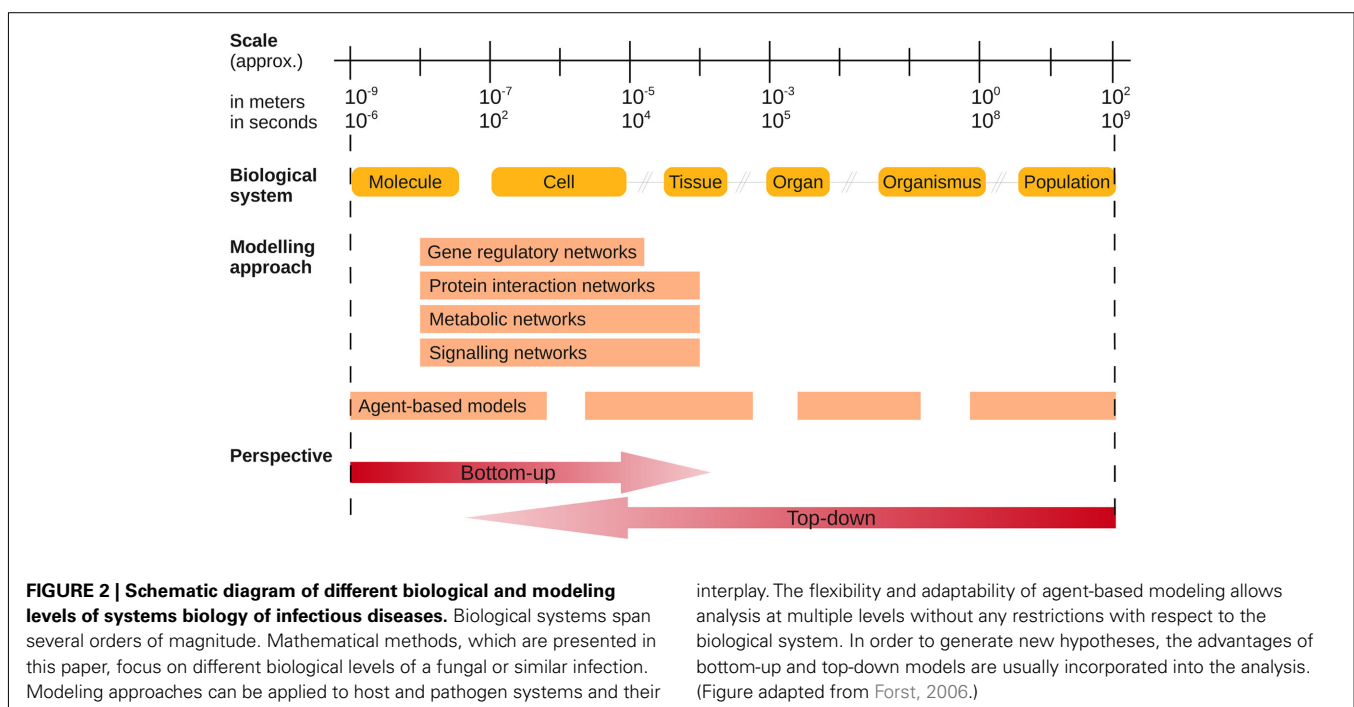 Scale
(approx.)
in meters 10⁻⁹ 10⁻⁷ 10⁻⁵ 10⁻³ 10⁰ 10²
in seconds 10⁻⁶ 10² 10⁴ 10⁵ 10⁸ 10⁹
Biological
system
Molecule Cell Tissue Organ Organismus Population
Modelling
approach
Gene regulatory networks
Protein interaction networks
Metabolic networks
Signalling networks
Agent-based models
Perspective
Bottom-up
Top-down
FIGURE 2 | Schematic diagram of different biological and modeling
levels of systems biology of infectious diseases. Biological systems span
several orders of magnitude. Mathematical methods, which are presented in
this paper, focus on different biological levels of a fungal or similar infection.
Modeling approaches can be applied to host and pathogen systems and their
interplay. The flexibility and adaptability of agent-based modeling allows
analysis at multiple levels without any restrictions with respect to the
biological system. In order to generate new hypotheses, the advantages of
bottom-up and top-down models are usually incorporated into the analysis.
(Figure adapted from Forst, 2006.)